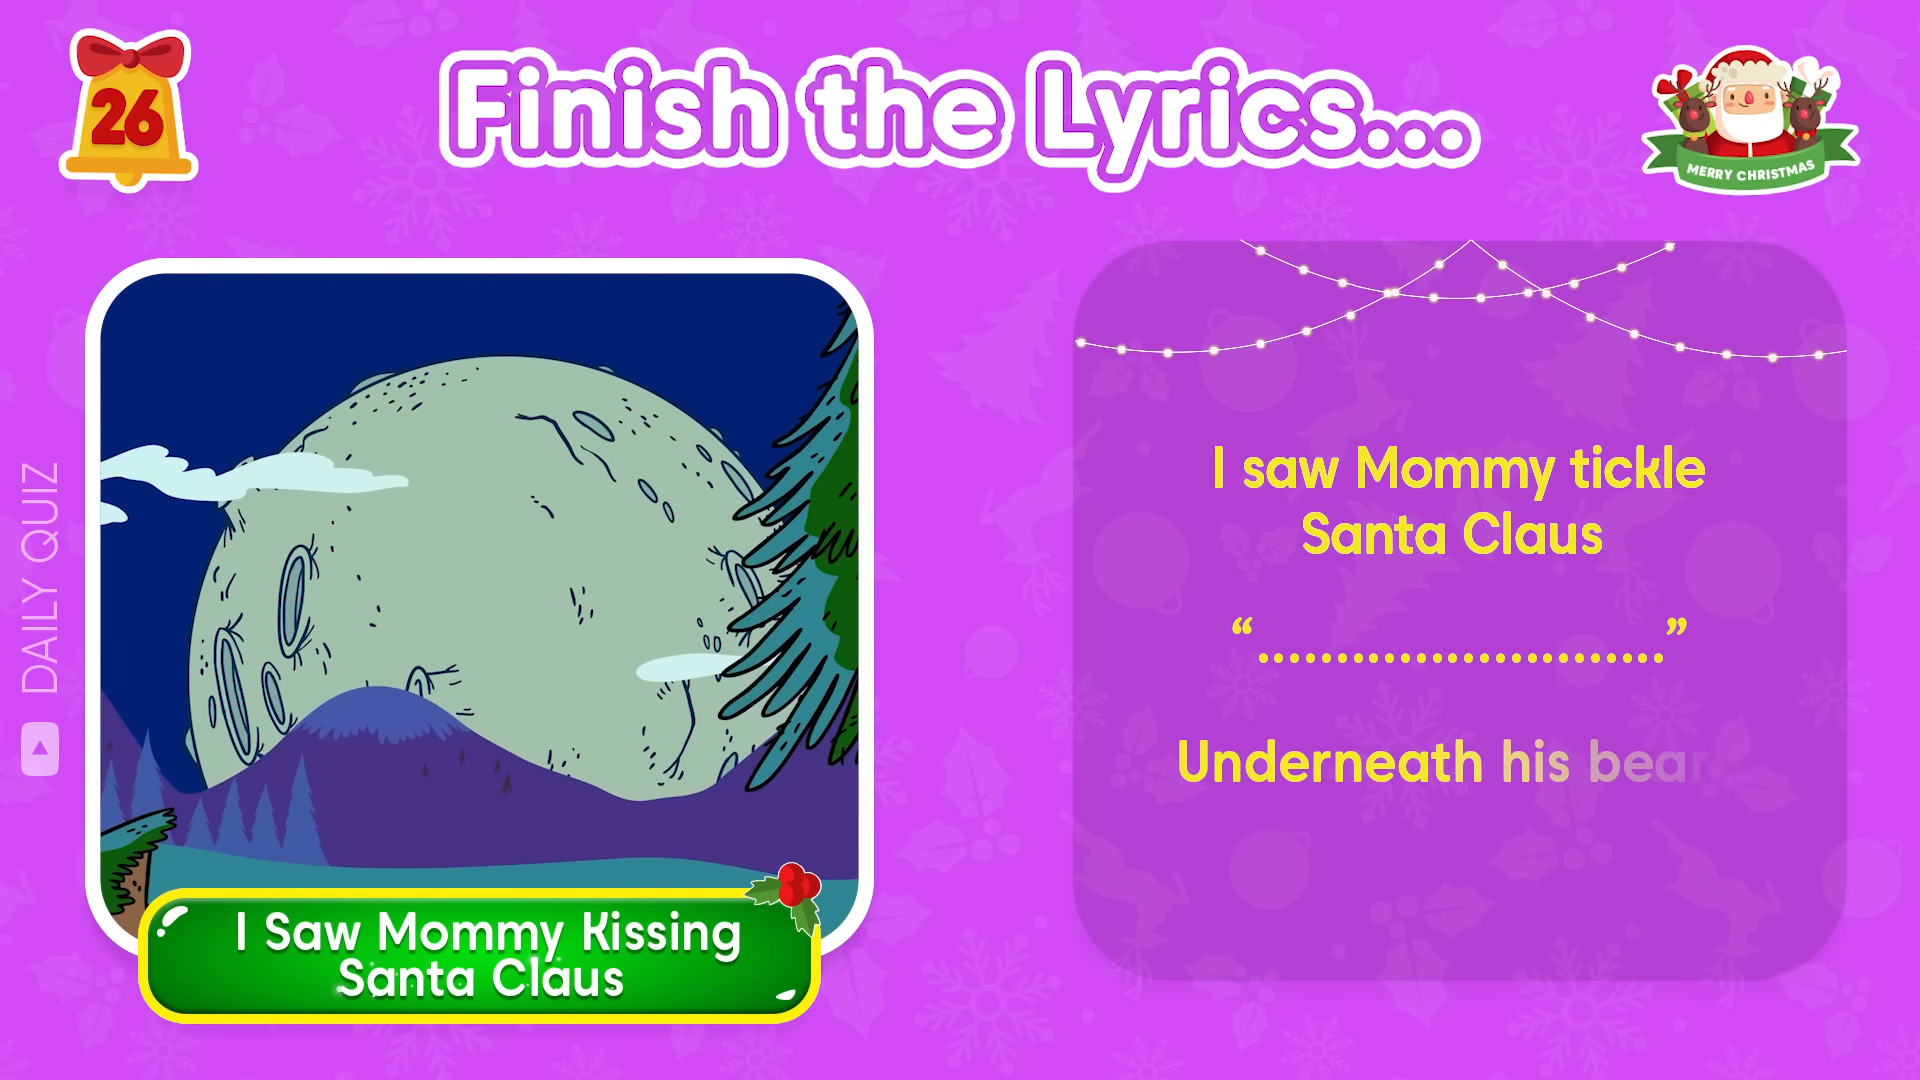 26
Finish the Lyrics...
MERRY CHRISTMAS
DAILY QUIZ
I saw Mommy tickle
Santa Claus
“..........................”
Underneath his bear
I Saw Mommy Kissing
Santa Claus